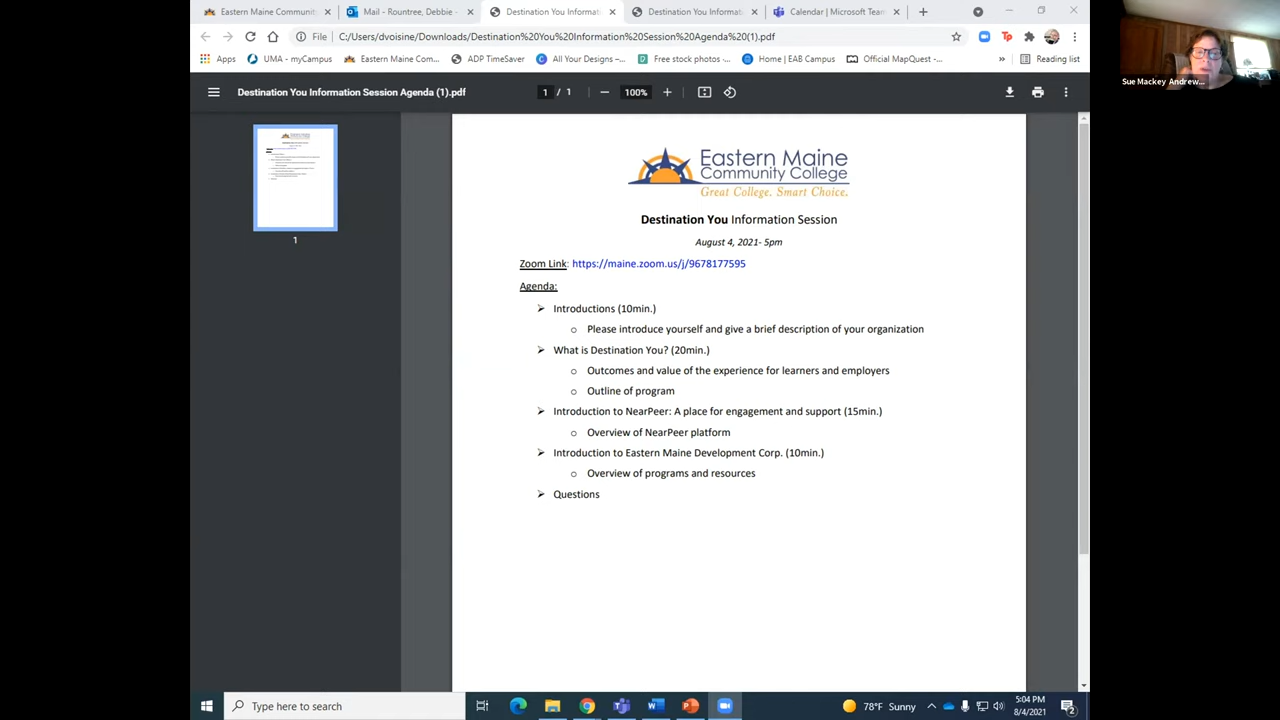 Eastern Maine Communit
Mail - Rountree, Debbie -
Destination You Informat
Destination You Informat
Calendar | Microsoft Team
File
C:/Users/dvoisine/Downloads/Destination%20You%20Information%20Session%20Agenda%20(1).pdf
Apps
UMA - myCampus
Eastern Maine Com...
ADP TimeSaver
All Your Designs –...
Free stock photos ·...
Home | EAB Campus
Official MapQuest -...
»
Reading list
Destination You Information Session Agenda (1).pdf
1 / 1
100%
Sue Mackey Andrew...
1
Eastern Maine
Community College
Great College. Smart Choice.
Destination You Information Session
August 4, 2021- 5pm
Zoom Link: https://maine.zoom.us/j/9678177595
Agenda:
➢ Introductions (10min.)
o Please introduce yourself and give a brief description of your organization
➢ What is Destination You? (20min.)
o Outcomes and value of the experience for learners and employers
o Outline of program
➢ Introduction to NearPeer: A place for engagement and support (15min.)
o Overview of NearPeer platform
➢ Introduction to Eastern Maine Development Corp. (10min.)
o Overview of programs and resources
➢ Questions
Type here to search
78°F Sunny
5:04 PM
8/4/2021
2